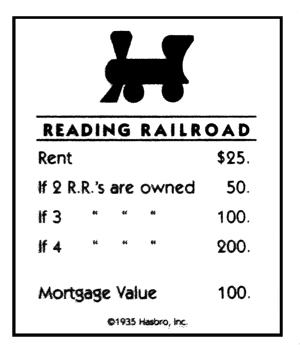 READING RAILROAD
Rent $25.
If 2 R.R.'s are owned 50.
If 3 " " " 100.
If 4 " " " 200.
Mortgage Value 100.
©1935 Hasbro, Inc.